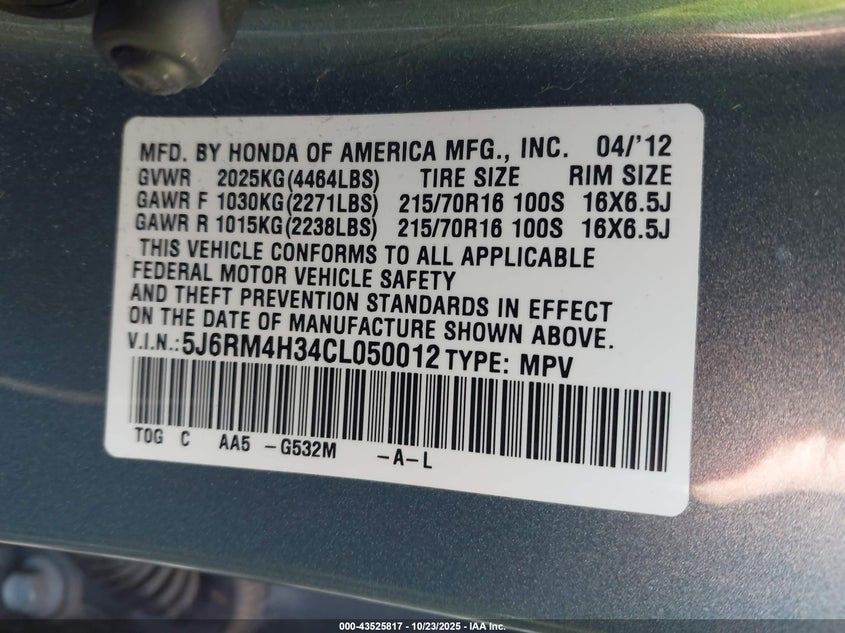 MFD. BY HONDA OF AMERICA MFG., INC. 04/'12
GVWR 2025KG(4464LBS) TIRE SIZE RIM SIZE
GAWR F 1030KG(2271LBS) 215/70R16 100S 16X6.5J
GAWR R 1015KG(2238LBS) 215/70R16 100S 16X6.5J
THIS VEHICLE CONFORMS TO ALL APPLICABLE
FEDERAL MOTOR VEHICLE SAFETY
AND THEFT PREVENTION STANDARDS IN EFFECT
ON THE DATE OF MANUFACTURE SHOWN ABOVE.
V.I.N.:5J6RM4H34CL050012 TYPE: MPV
TOG C AA5 -G532M -A-L
000-43525817 - 10/23/2025 - IAA Inc.